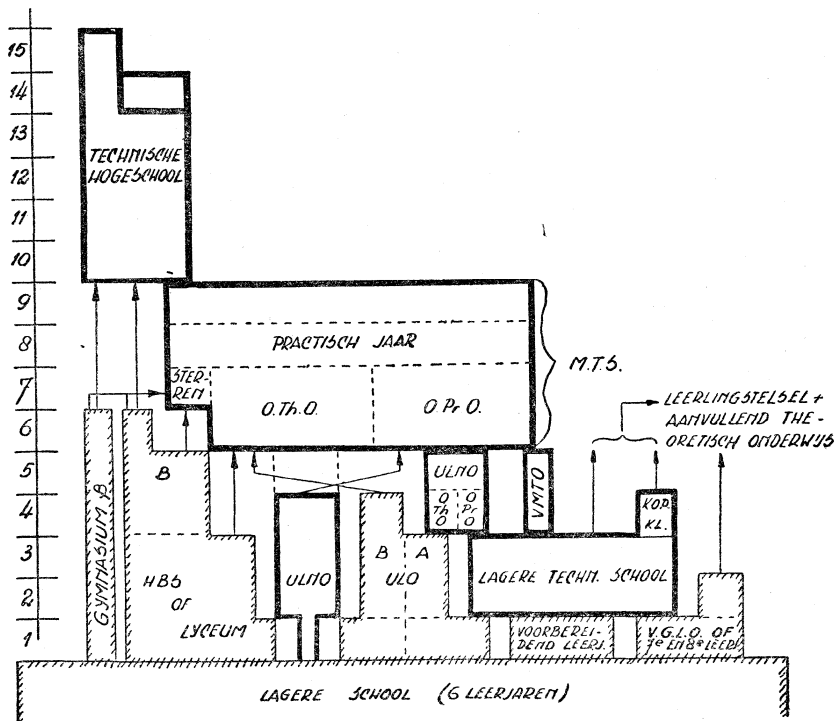 15
14
13
12
11
10
9
8
7
6
5
4
3
2
1
TECHNISCHE
HOGESCHOOL
PRACTISCH JAAR
STER-
REN
O.Th.O.
O.Pr O.
M.T.S.
LEERLINGSTELSEL +
AANVULLEND THE-
ORETISCH ONDERWIJS
GYMNASIUM β
B
HBS
OF
LYCEUM
ULNO
B A
ULO
ULNO
O O
Th Pr
O O
VMTO
KOP.
KL.
LAGERE TECHN. SCHOOL
VOORBEREI-
DEND LEERJ.
V.G.L.O. OF
7e EN 8e LEERJ.
LAGERE SCHOOL (6 LEERJAREN)